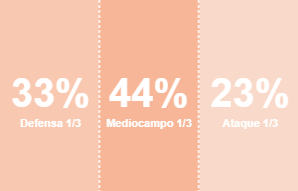 33% 44% 23%
Defensa 1/3 Mediocampo 1/3 Ataque 1/3